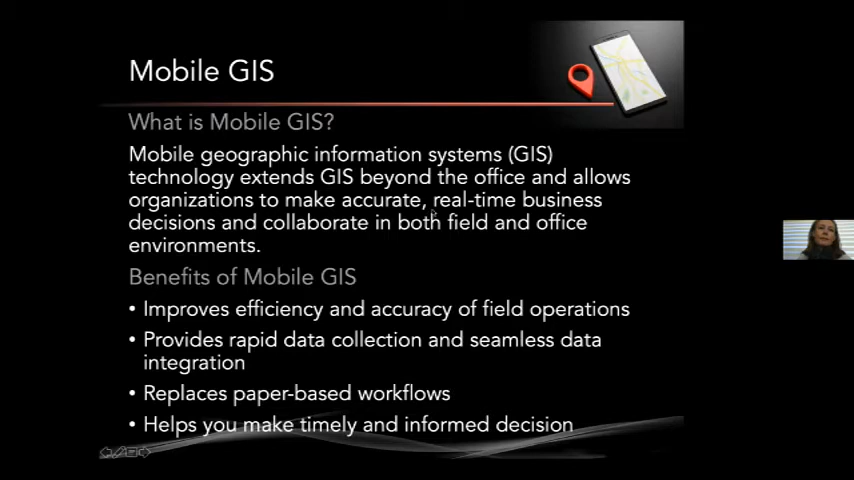 Mobile GIS
What is Mobile GIS?
Mobile geographic information systems (GIS)
technology extends GIS beyond the office and allows
organizations to make accurate, real-time business
decisions and collaborate in both field and office
environments.
Benefits of Mobile GIS
• Improves efficiency and accuracy of field operations
• Provides rapid data collection and seamless data
integration
• Replaces paper-based workflows
• Helps you make timely and informed decision